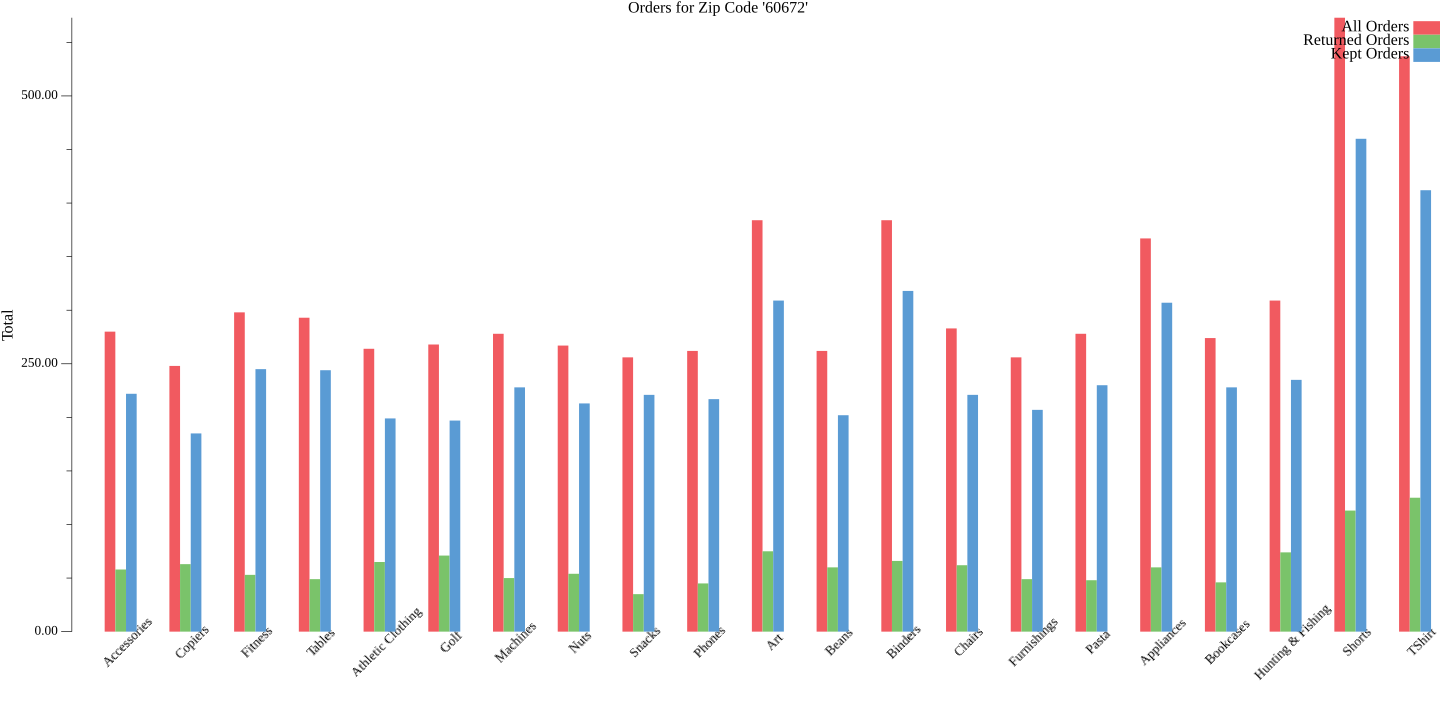 Orders for Zip Code '60672'
All Orders
Returned Orders
Kept Orders
Total
500.00
250.00
0.00
Accessories
Copiers
Fitness
Tables
Athletic Clothing
Golf
Machines
Nuts
Snacks
Phones
Art
Beans
Binders
Chairs
Furnishings
Pasta
Appliances
Bookcases
Hunting & Fishing
Shorts
TShirt